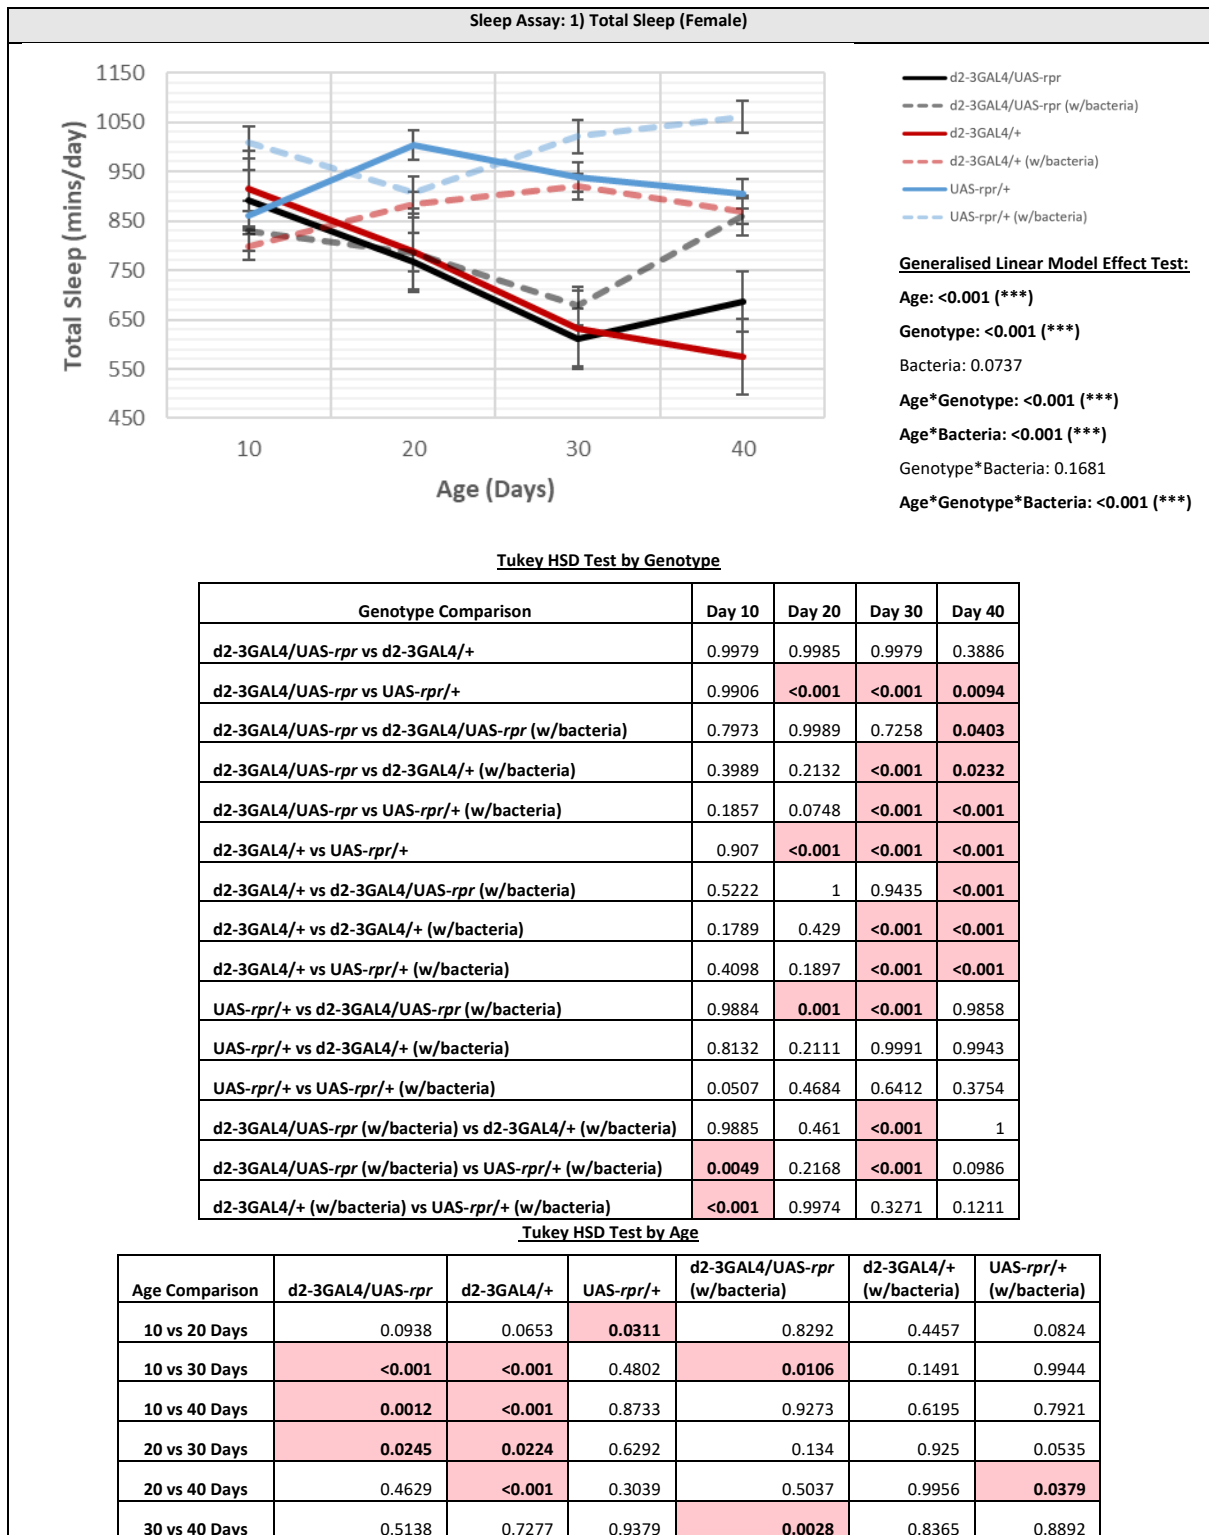 Sleep Assay: 1) Total Sleep (Female)
1150
1050
950
850
750
650
550
450
10 20 30 40
Total Sleep (mins/day)
Age (Days)
d2-3GAL4/UAS-rpr
d2-3GAL4/UAS-rpr (w/bacteria)
d2-3GAL4/+
d2-3GAL4/+ (w/bacteria)
UAS-rpr/+
UAS-rpr/+ (w/bacteria)
Generalised Linear Model Effect Test:
Age: <0.001 (***)
Genotype: <0.001 (***)
Bacteria: 0.0737
Age*Genotype: <0.001 (***)
Age*Bacteria: <0.001 (***)
Genotype*Bacteria: 0.1681
Age*Genotype*Bacteria: <0.001 (***)
Tukey HSD Test by Genotype
Genotype Comparison Day 10 Day 20 Day 30 Day 40
d2-3GAL4/UAS-rpr vs d2-3GAL4/+ 0.9979 0.9985 0.9979 0.3886
d2-3GAL4/UAS-rpr vs UAS-rpr/+ 0.9906 <0.001 <0.001 0.0094
d2-3GAL4/UAS-rpr vs d2-3GAL4/UAS-rpr (w/bacteria) 0.7973 0.9989 0.7258 0.0403
d2-3GAL4/UAS-rpr vs d2-3GAL4/+ (w/bacteria) 0.3989 0.2132 <0.001 0.0232
d2-3GAL4/UAS-rpr vs UAS-rpr/+ (w/bacteria) 0.1857 0.0748 <0.001 <0.001
d2-3GAL4/+ vs UAS-rpr/+ 0.907 <0.001 <0.001 <0.001
d2-3GAL4/+ vs d2-3GAL4/UAS-rpr (w/bacteria) 0.5222 1 0.9435 <0.001
d2-3GAL4/+ vs d2-3GAL4/+ (w/bacteria) 0.1789 0.429 <0.001 <0.001
d2-3GAL4/+ vs UAS-rpr/+ (w/bacteria) 0.4098 0.1897 <0.001 <0.001
UAS-rpr/+ vs d2-3GAL4/UAS-rpr (w/bacteria) 0.9884 0.001 <0.001 0.9858
UAS-rpr/+ vs d2-3GAL4/+ (w/bacteria) 0.8132 0.2111 0.9991 0.9943
UAS-rpr/+ vs UAS-rpr/+ (w/bacteria) 0.0507 0.4684 0.6412 0.3754
d2-3GAL4/UAS-rpr (w/bacteria) vs d2-3GAL4/+ (w/bacteria) 0.9885 0.461 <0.001 1
d2-3GAL4/UAS-rpr (w/bacteria) vs UAS-rpr/+ (w/bacteria) 0.0049 0.2168 <0.001 0.0986
d2-3GAL4/+ (w/bacteria) vs UAS-rpr/+ (w/bacteria) <0.001 0.9974 0.3271 0.1211
Tukey HSD Test by Age
Age Comparison d2-3GAL4/UAS-rpr d2-3GAL4/+ UAS-rpr/+ d2-3GAL4/UAS-rpr (w/bacteria) d2-3GAL4/+ (w/bacteria) UAS-rpr/+ (w/bacteria)
10 vs 20 Days 0.0938 0.0653 0.0311 0.8292 0.4457 0.0824
10 vs 30 Days <0.001 <0.001 0.4802 0.0106 0.1491 0.9944
10 vs 40 Days 0.0012 <0.001 0.8733 0.9273 0.6195 0.7921
20 vs 30 Days 0.0245 0.0224 0.6292 0.134 0.925 0.0535
20 vs 40 Days 0.4629 <0.001 0.3039 0.5037 0.9956 0.0379
30 vs 40 Days 0.5138 0.7277 0.9379 0.0028 0.8365 0.8892